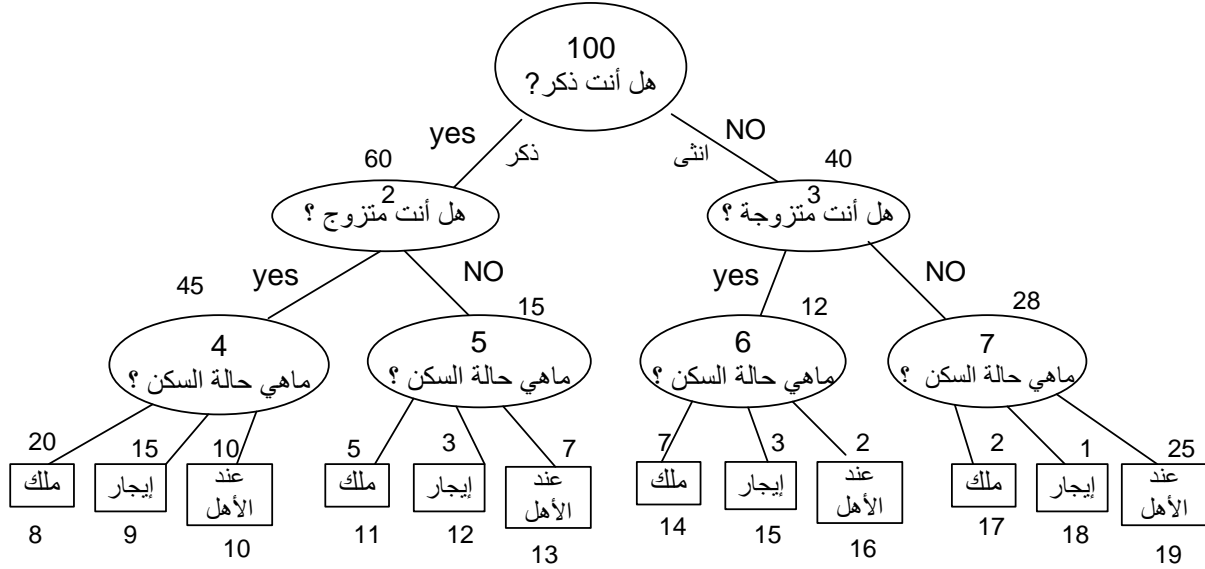 100
هل أنت ذكر?
yes
NO
ذكر
انثى
60
40
2
هل أنت متزوج ؟
3
هل أنت متزوجة ؟
yes
NO
yes
NO
45
15
12
28
4
ماهي حالة السكن ؟
5
ماهي حالة السكن ؟
6
ماهي حالة السكن ؟
7
ماهي حالة السكن ؟
20
15
10
5
3
7
7
3
2
2
1
25
ملك
إيجار
عند
الأهل
ملك
إيجار
عند
الأهل
ملك
إيجار
عند
الأهل
ملك
إيجار
عند
الأهل
8
9
10
11
12
13
14
15
16
17
18
19